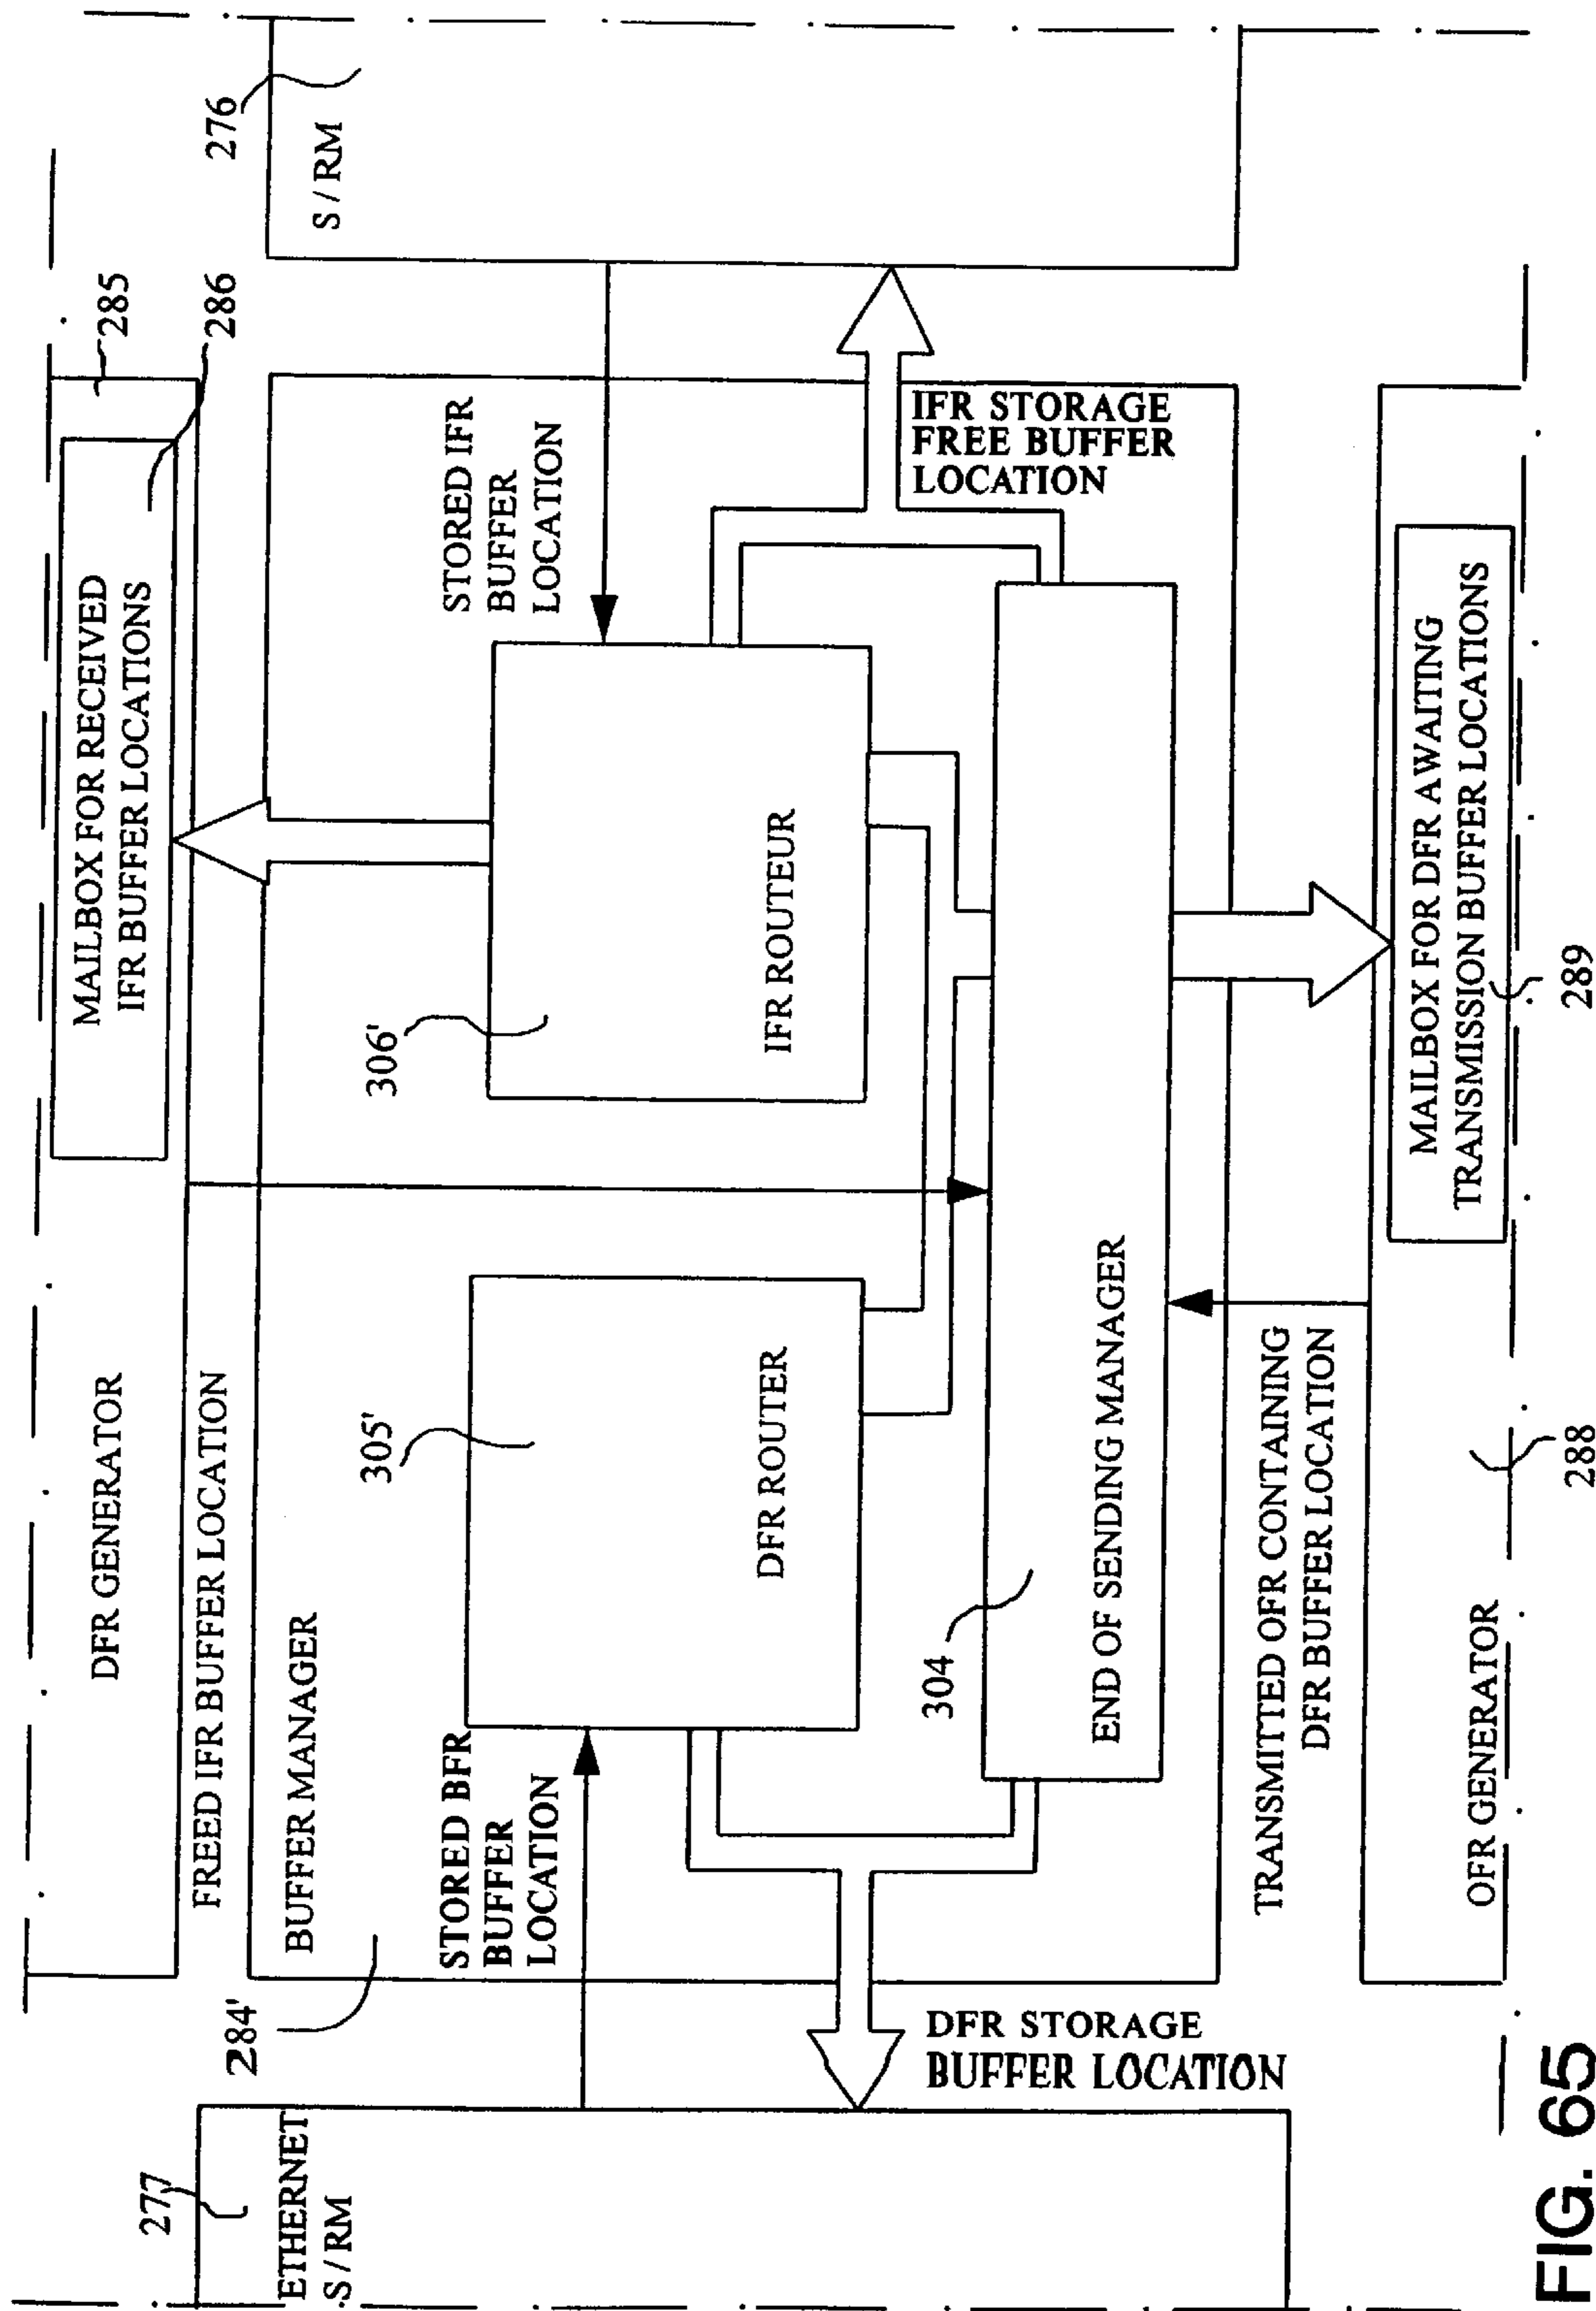 285
MAILBOX FOR RECEIVED
IFR BUFFER LOCATIONS
286
DFR GENERATOR
FREED IFR BUFFER LOCATION
276
S / RM
284'
BUFFER MANAGER
STORED IFR
BUFFER
LOCATION
306'
IFR ROUTEUR
305'
DFR ROUTER
STORED BFR
BUFFER
LOCATION
277
ETHERNET
S / RM
IFR STORAGE
FREE BUFFER
LOCATION
304
END OF SENDING MANAGER
DFR STORAGE
BUFFER LOCATION
TRANSMITTED OFR CONTAINING
DFR BUFFER LOCATION
MAILBOX FOR DFR AWAITING
TRANSMISSION BUFFER LOCATIONS
289
OFR GENERATOR
288
FIG. 65